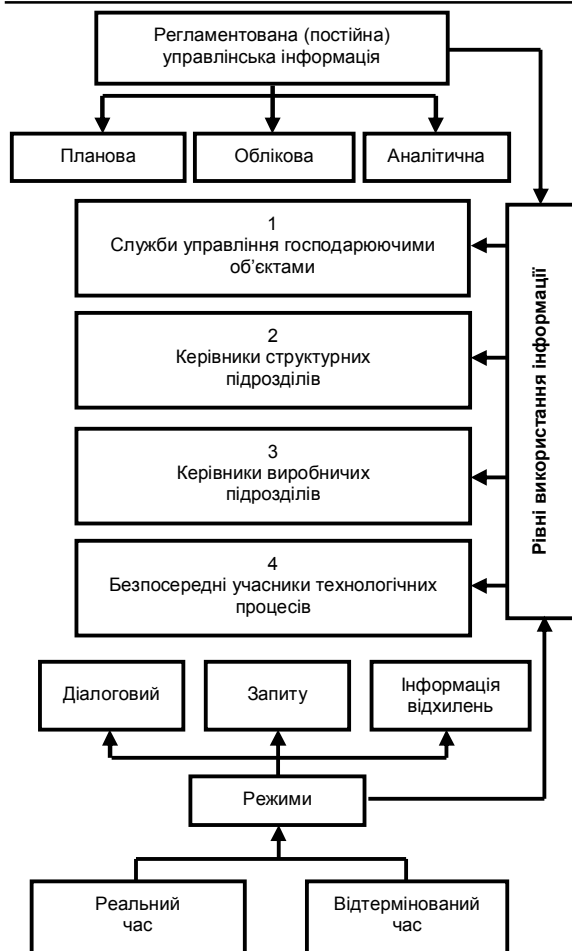 Регламентована (постійна)
управлінська інформація
Планова
Облікова
Аналітична
1
Служби управління господарюючими
об’єктами
2
Керівники структурних
підрозділів
3
Керівники виробничих
підрозділів
4
Безпосередні учасники технологічних
процесів
Рівні використання інформації
Діалоговий
Запиту
Інформація
відхилень
Режими
Реальний
час
Відтермінований
час